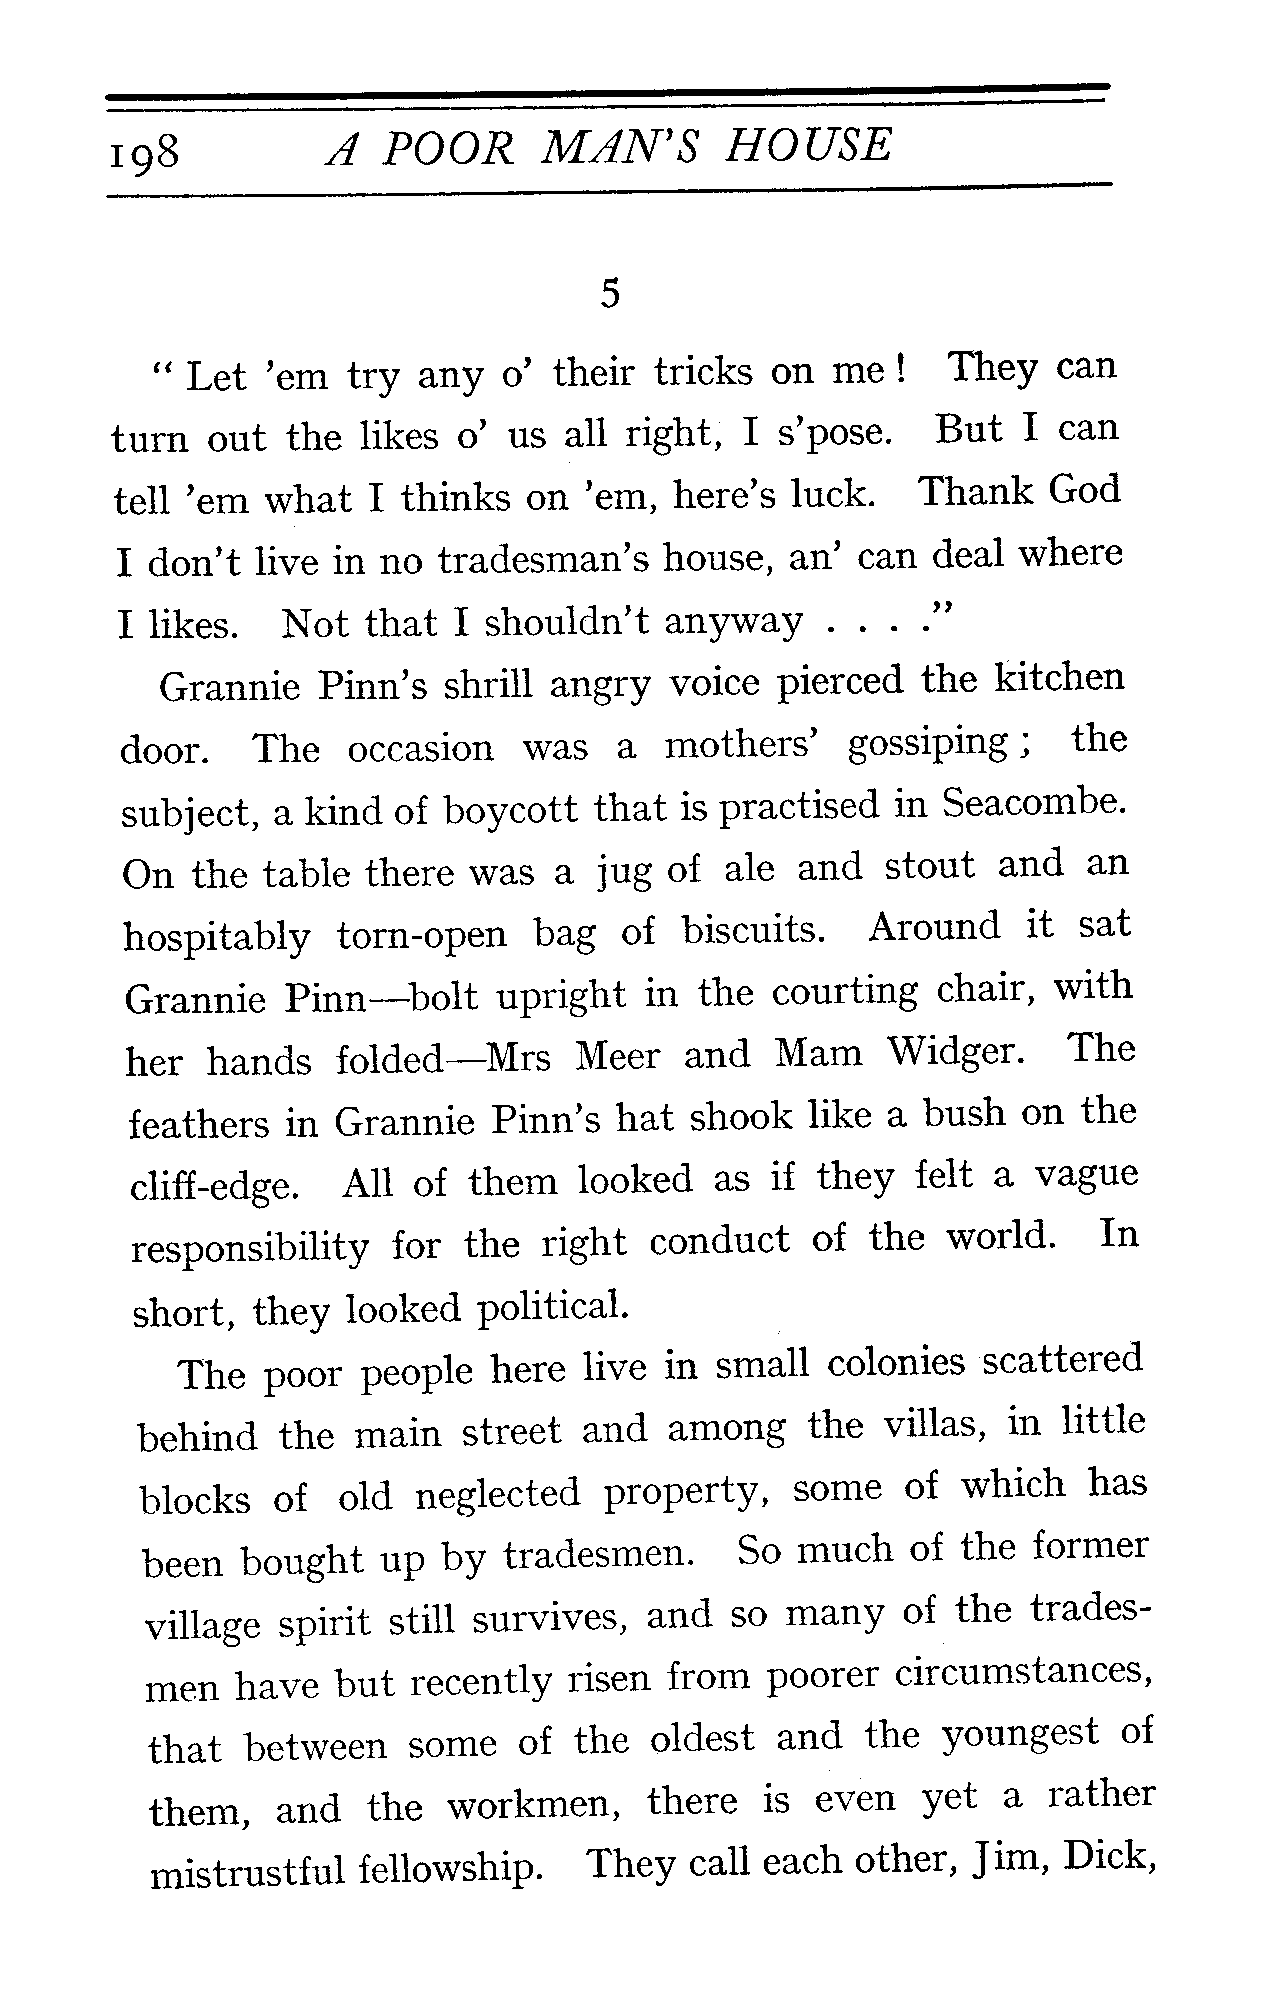 198 A POOR MAN'S HOUSE
5
" Let 'em try any o' their tricks on me ! They can
turn out the likes o' us all right, I s'pose. But I can
tell 'em what I thinks on 'em, here's luck. Thank God
I don't live in no tradesman's house, an' can deal where
I likes. Not that I shouldn't anyway . . . ."
Grannie Pinn's shrill angry voice pierced the kitchen
door. The occasion was a mothers' gossiping ; the
subject, a kind of boycott that is practised in Seacombe.
On the table there was a jug of ale and stout and an
hospitably torn-open bag of biscuits. Around it sat
Grannie Pinn—bolt upright in the courting chair, with
her hands folded—Mrs Meer and Mam Widger. The
feathers in Grannie Pinn's hat shook like a bush on the
cliff-edge. All of them looked as if they felt a vague
responsibility for the right conduct of the world. In
short, they looked political.
The poor people here live in small colonies scattered
behind the main street and among the villas, in little
blocks of old neglected property, some of which has
been bought up by tradesmen. So much of the former
village spirit still survives, and so many of the trades-
men have but recently risen from poorer circumstances,
that between some of the oldest and the youngest of
them, and the workmen, there is even yet a rather
mistrustful fellowship. They call each other, Jim, Dick,